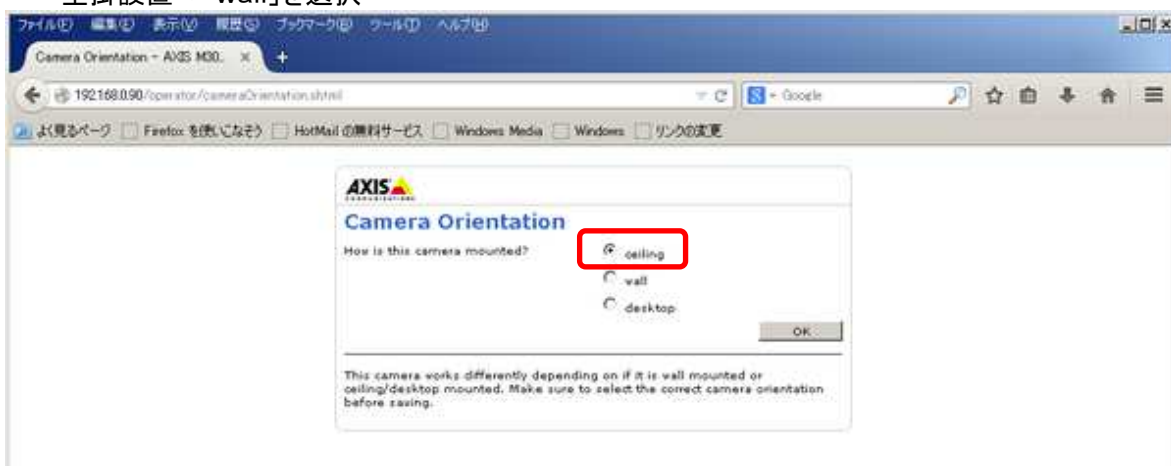 wall」を選択
ファイル(F) 編集(E) 表示(V) 履歴(S) ブックマーク(B) ツール(T) ヘルプ(H)
Camera Orientation - AXIS M30.. × +
192.168.0.90/operator/cameraOrientation.shtml Google
よく見るページ Firefox を使いこなそう HotMail の無料サービス Windows Media Windows リンクの変更
AXIS
COMMUNICATIONS
Camera Orientation
How is this camera mounted?
ceiling
wall
desktop
OK
This camera works differently depending on if it is wall mounted or
ceiling/desktop mounted. Make sure to select the correct camera orientation
before saving.